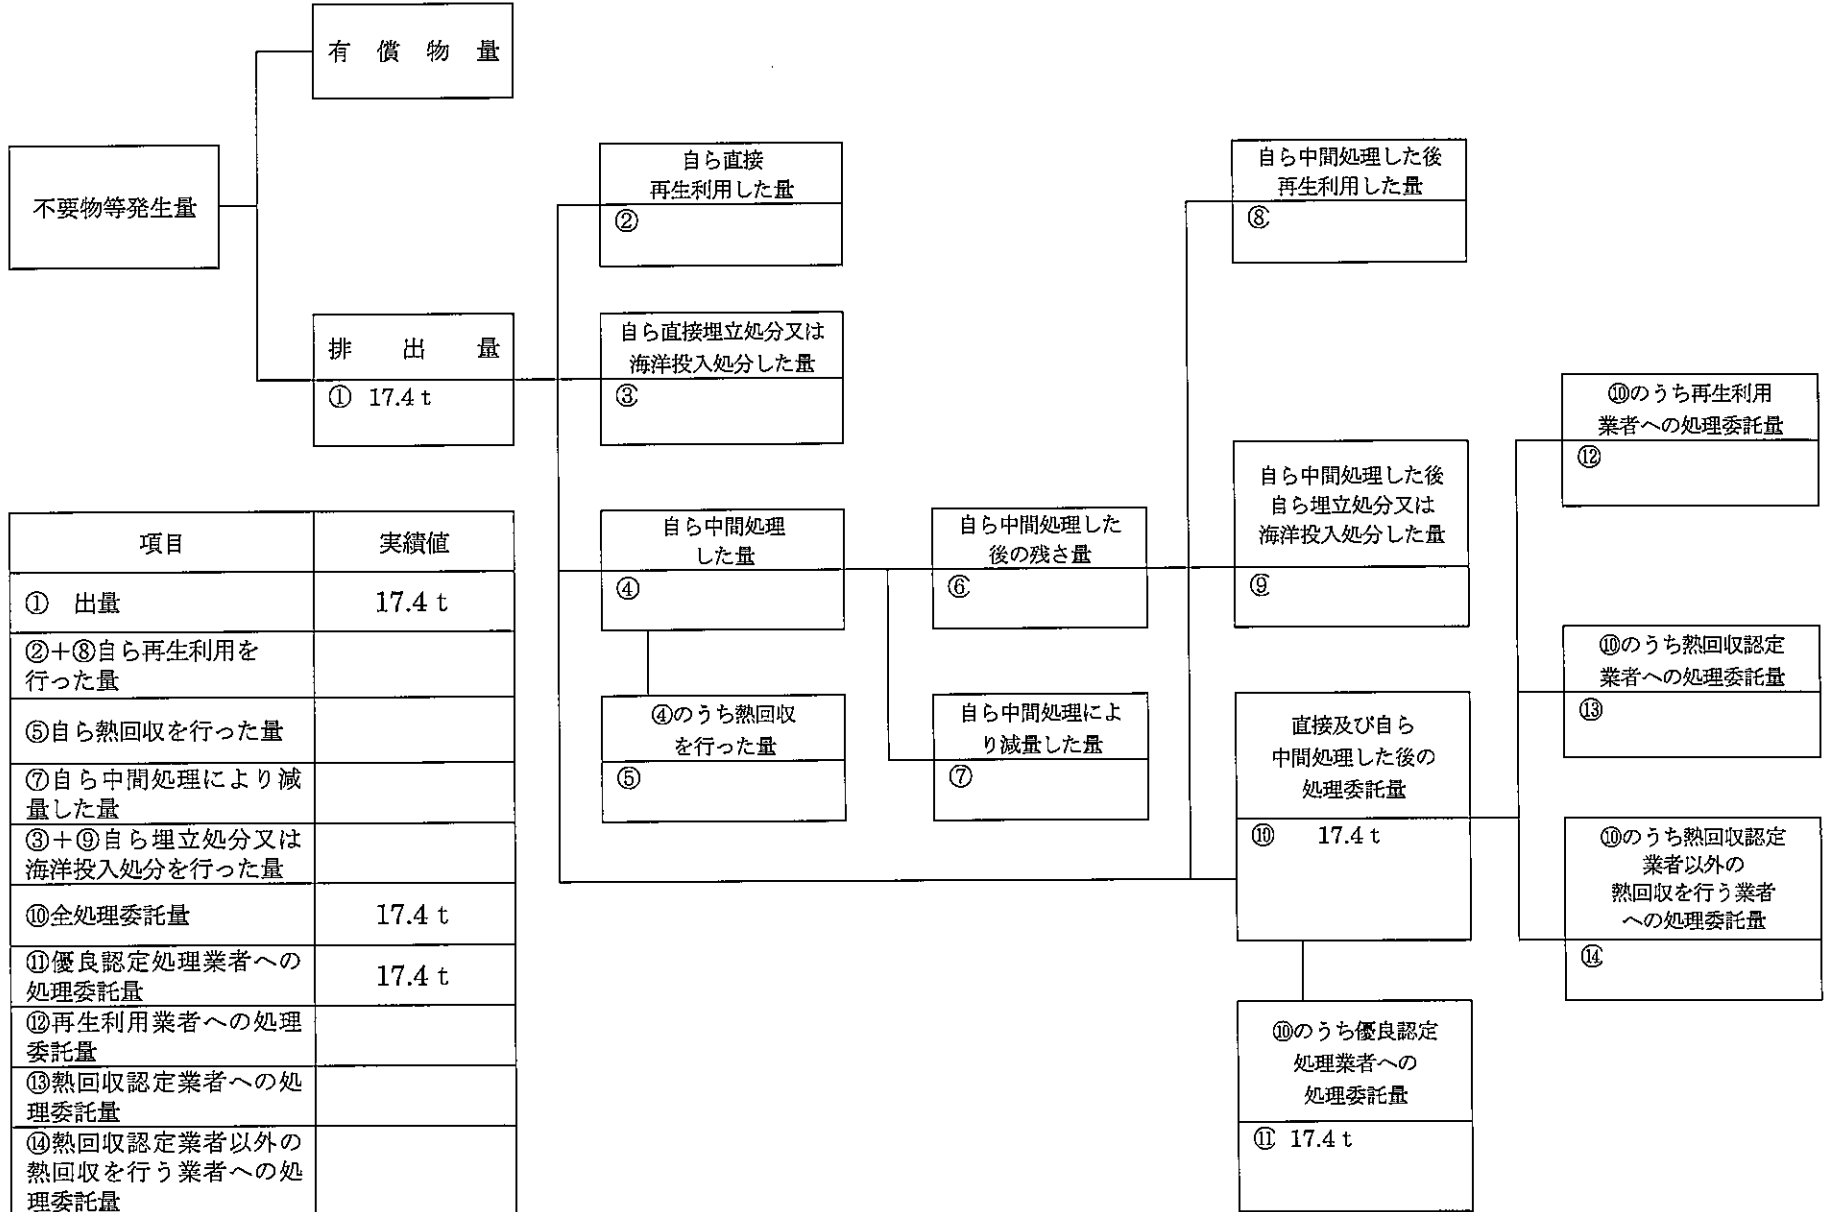 有償物量
不要物等発生量
排出量
① 17.4 t
自ら直接
再生利用した量
②
自ら直接埋立処分又は
海洋投入処分した量
③
自ら中間処理
した量
④
④のうち熱回収
を行った量
⑤
自ら中間処理した
後の残さ量
⑥
自ら中間処理によ
り減量した量
⑦
自ら中間処理した後
再生利用した量
⑧
自ら中間処理した後
自ら埋立処分又は
海洋投入処分した量
⑨
直接及び自ら
中間処理した後の
処理委託量
⑩ 17.4 t
⑩のうち優良認定
処理業者への
処理委託量
⑪ 17.4 t
⑩のうち再生利用
業者への処理委託量
⑫
⑩のうち熱回収認定
業者への処理委託量
⑬
⑩のうち熱回収認定
業者以外の
熱回収を行う業者
への処理委託量
⑭
項目 実績値
① 出量 17.4 t
②+⑧自ら再生利用を
行った量
⑤自ら熱回収を行った量
⑦自ら中間処理により減
量した量
③+⑨自ら埋立処分又は
海洋投入処分を行った量
⑩全処理委託量 17.4 t
⑪優良認定処理業者への
処理委託量 17.4 t
⑫再生利用業者への処理
委託量
⑬熱回収認定業者への処
理委託量
⑭熱回収認定業者以外の
熱回収を行う業者への処
理委託量